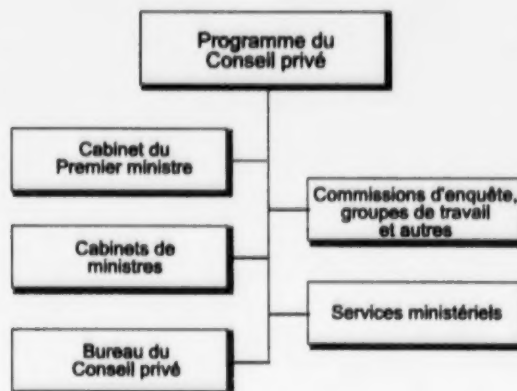 Programme du
Conseil privé
Cabinet du
Premier ministre
Commissions d'enquête,
groupes de travail
et autres
Cabinets de
ministres
Services ministériels
Bureau du
Conseil privé